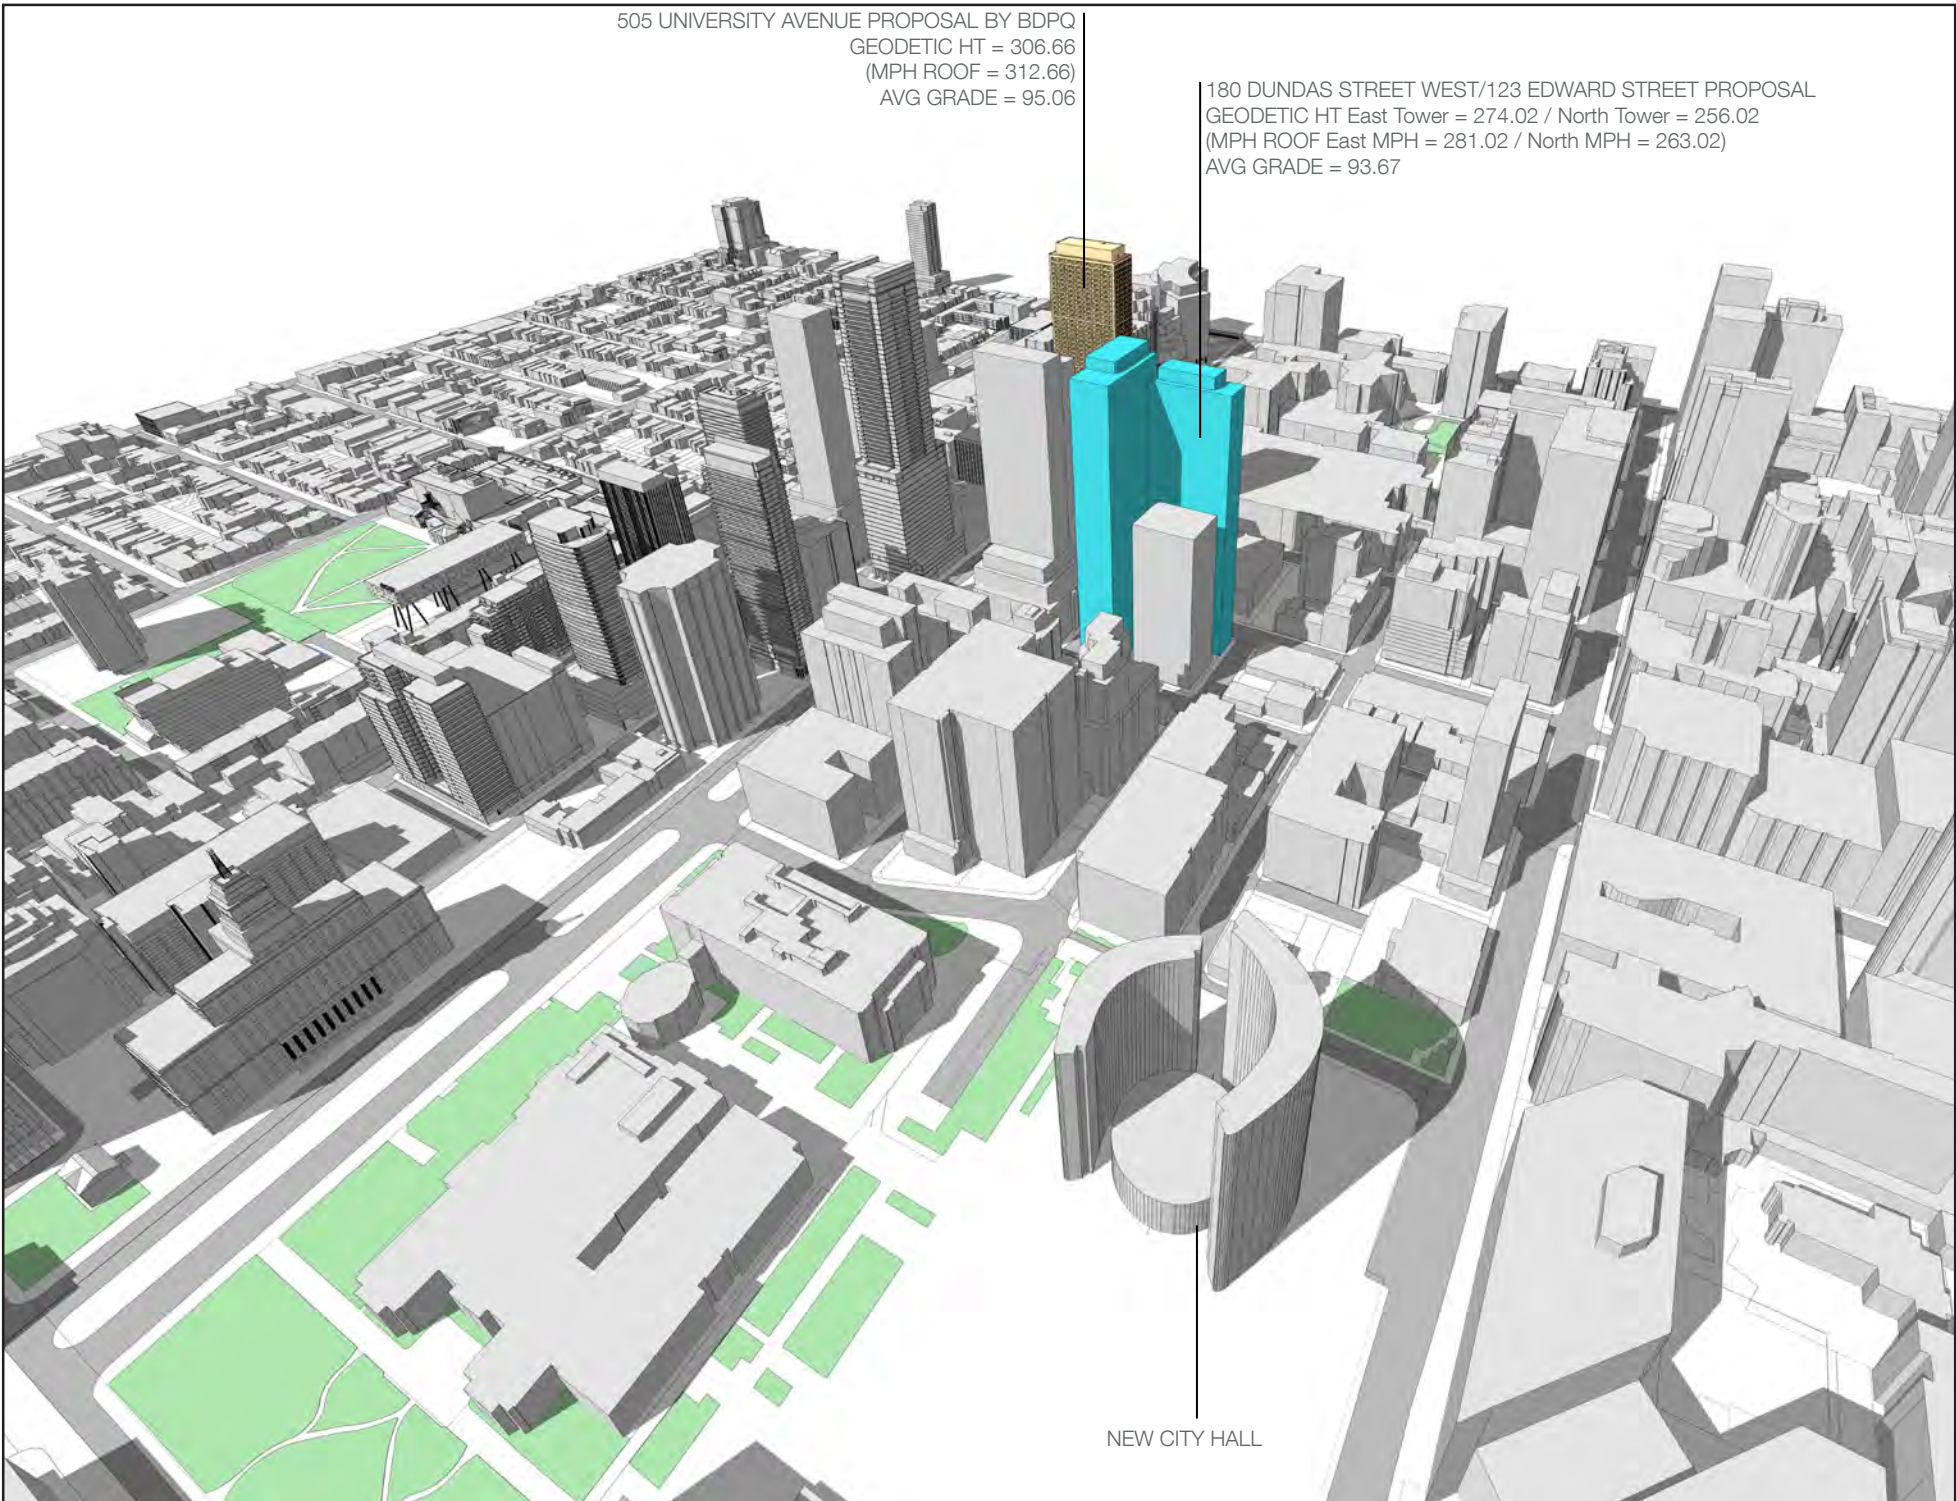 505 UNIVERSITY AVENUE PROPOSAL BY BDPQ
GEODETIC HT = 306.66
(MPH ROOF = 312.66)
AVG GRADE = 95.06
180 DUNDAS STREET WEST/123 EDWARD STREET PROPOSAL
GEODETIC HT East Tower = 274.02 / North Tower = 256.02
(MPH ROOF East MPH = 281.02 / North MPH = 263.02)
AVG GRADE = 93.67
NEW CITY HALL